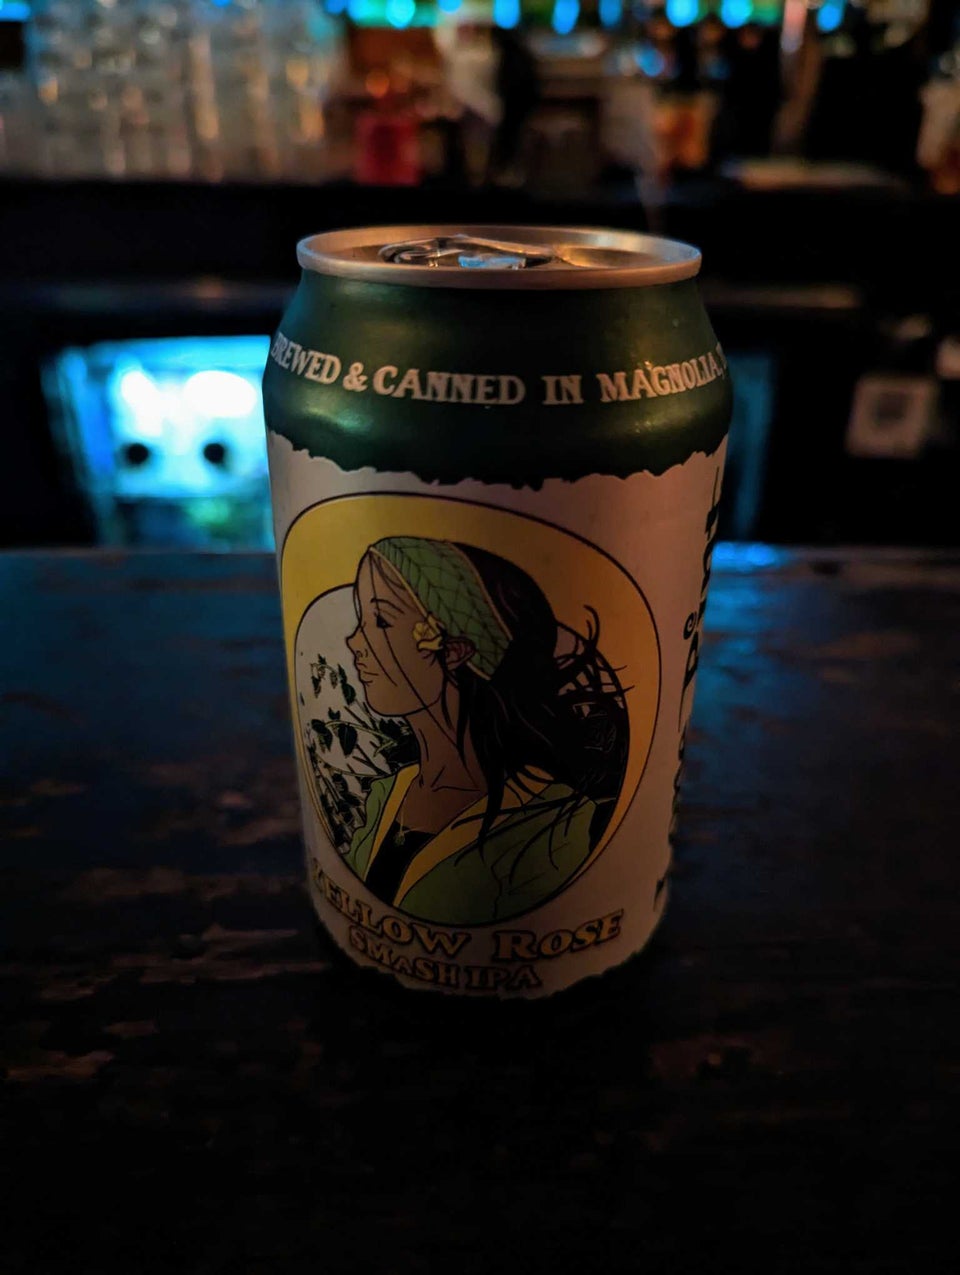 BREWED & CANNED IN MAGNOLIA,
YELLOW ROSE
SMASH IPA